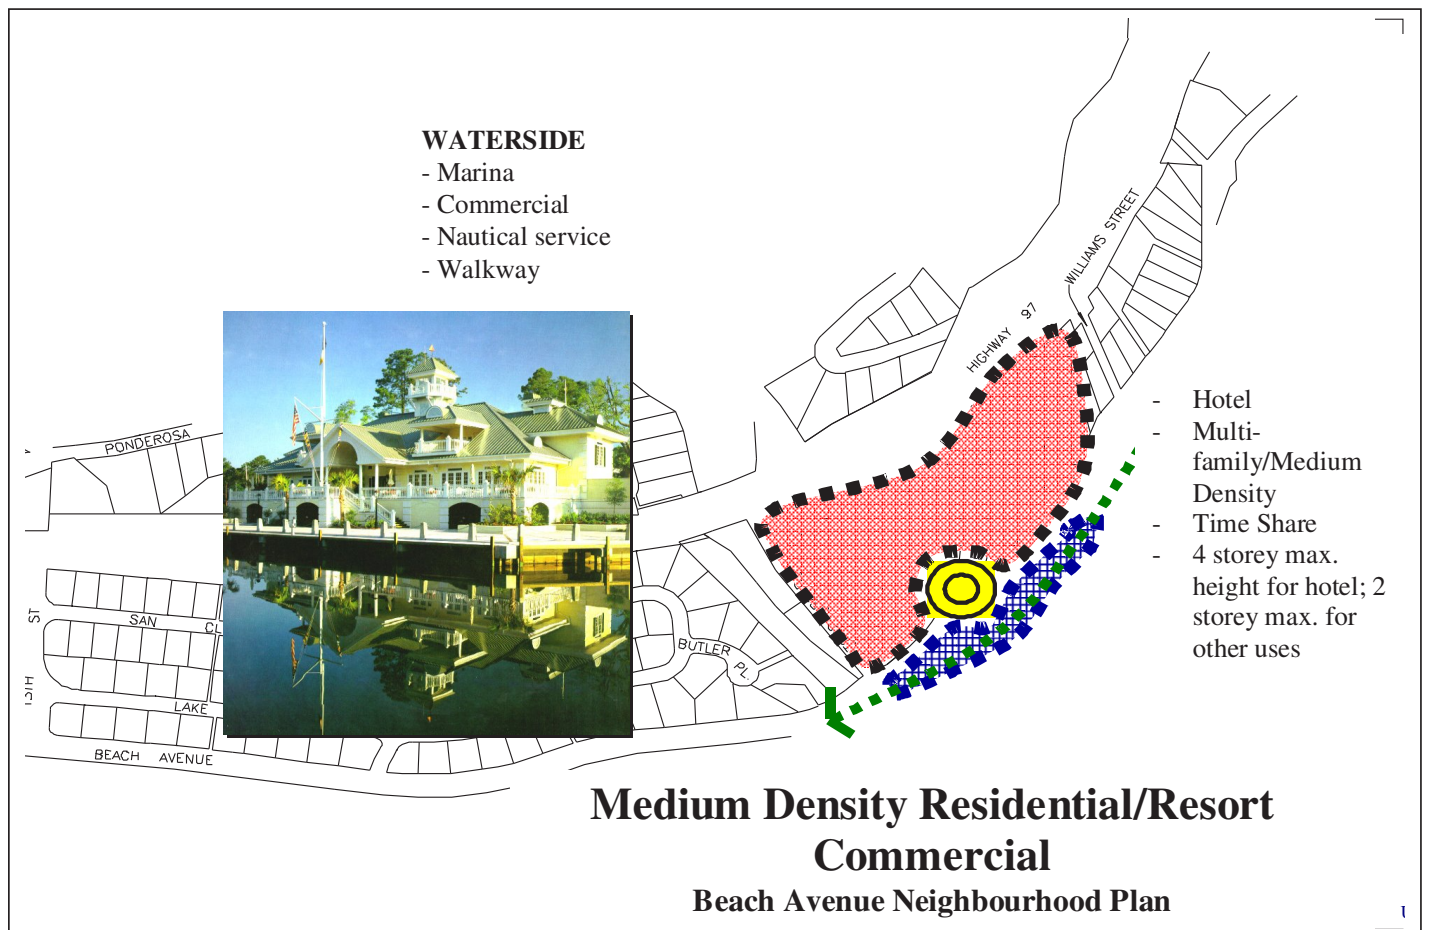 WATERSIDE
- Marina
- Commercial
- Nautical service
- Walkway
WILLIAMS STREET
HIGHWAY 97
- Hotel
- Multi-
family/Medium
Density
- Time Share
- 4 storey max.
height for hotel; 2
storey max. for
other uses
PONDEROSA
ST
SAN CL
BUTLER PL.
LAKE
BEACH AVENUE
Medium Density Residential/Resort
Commercial
Beach Avenue Neighbourhood Plan